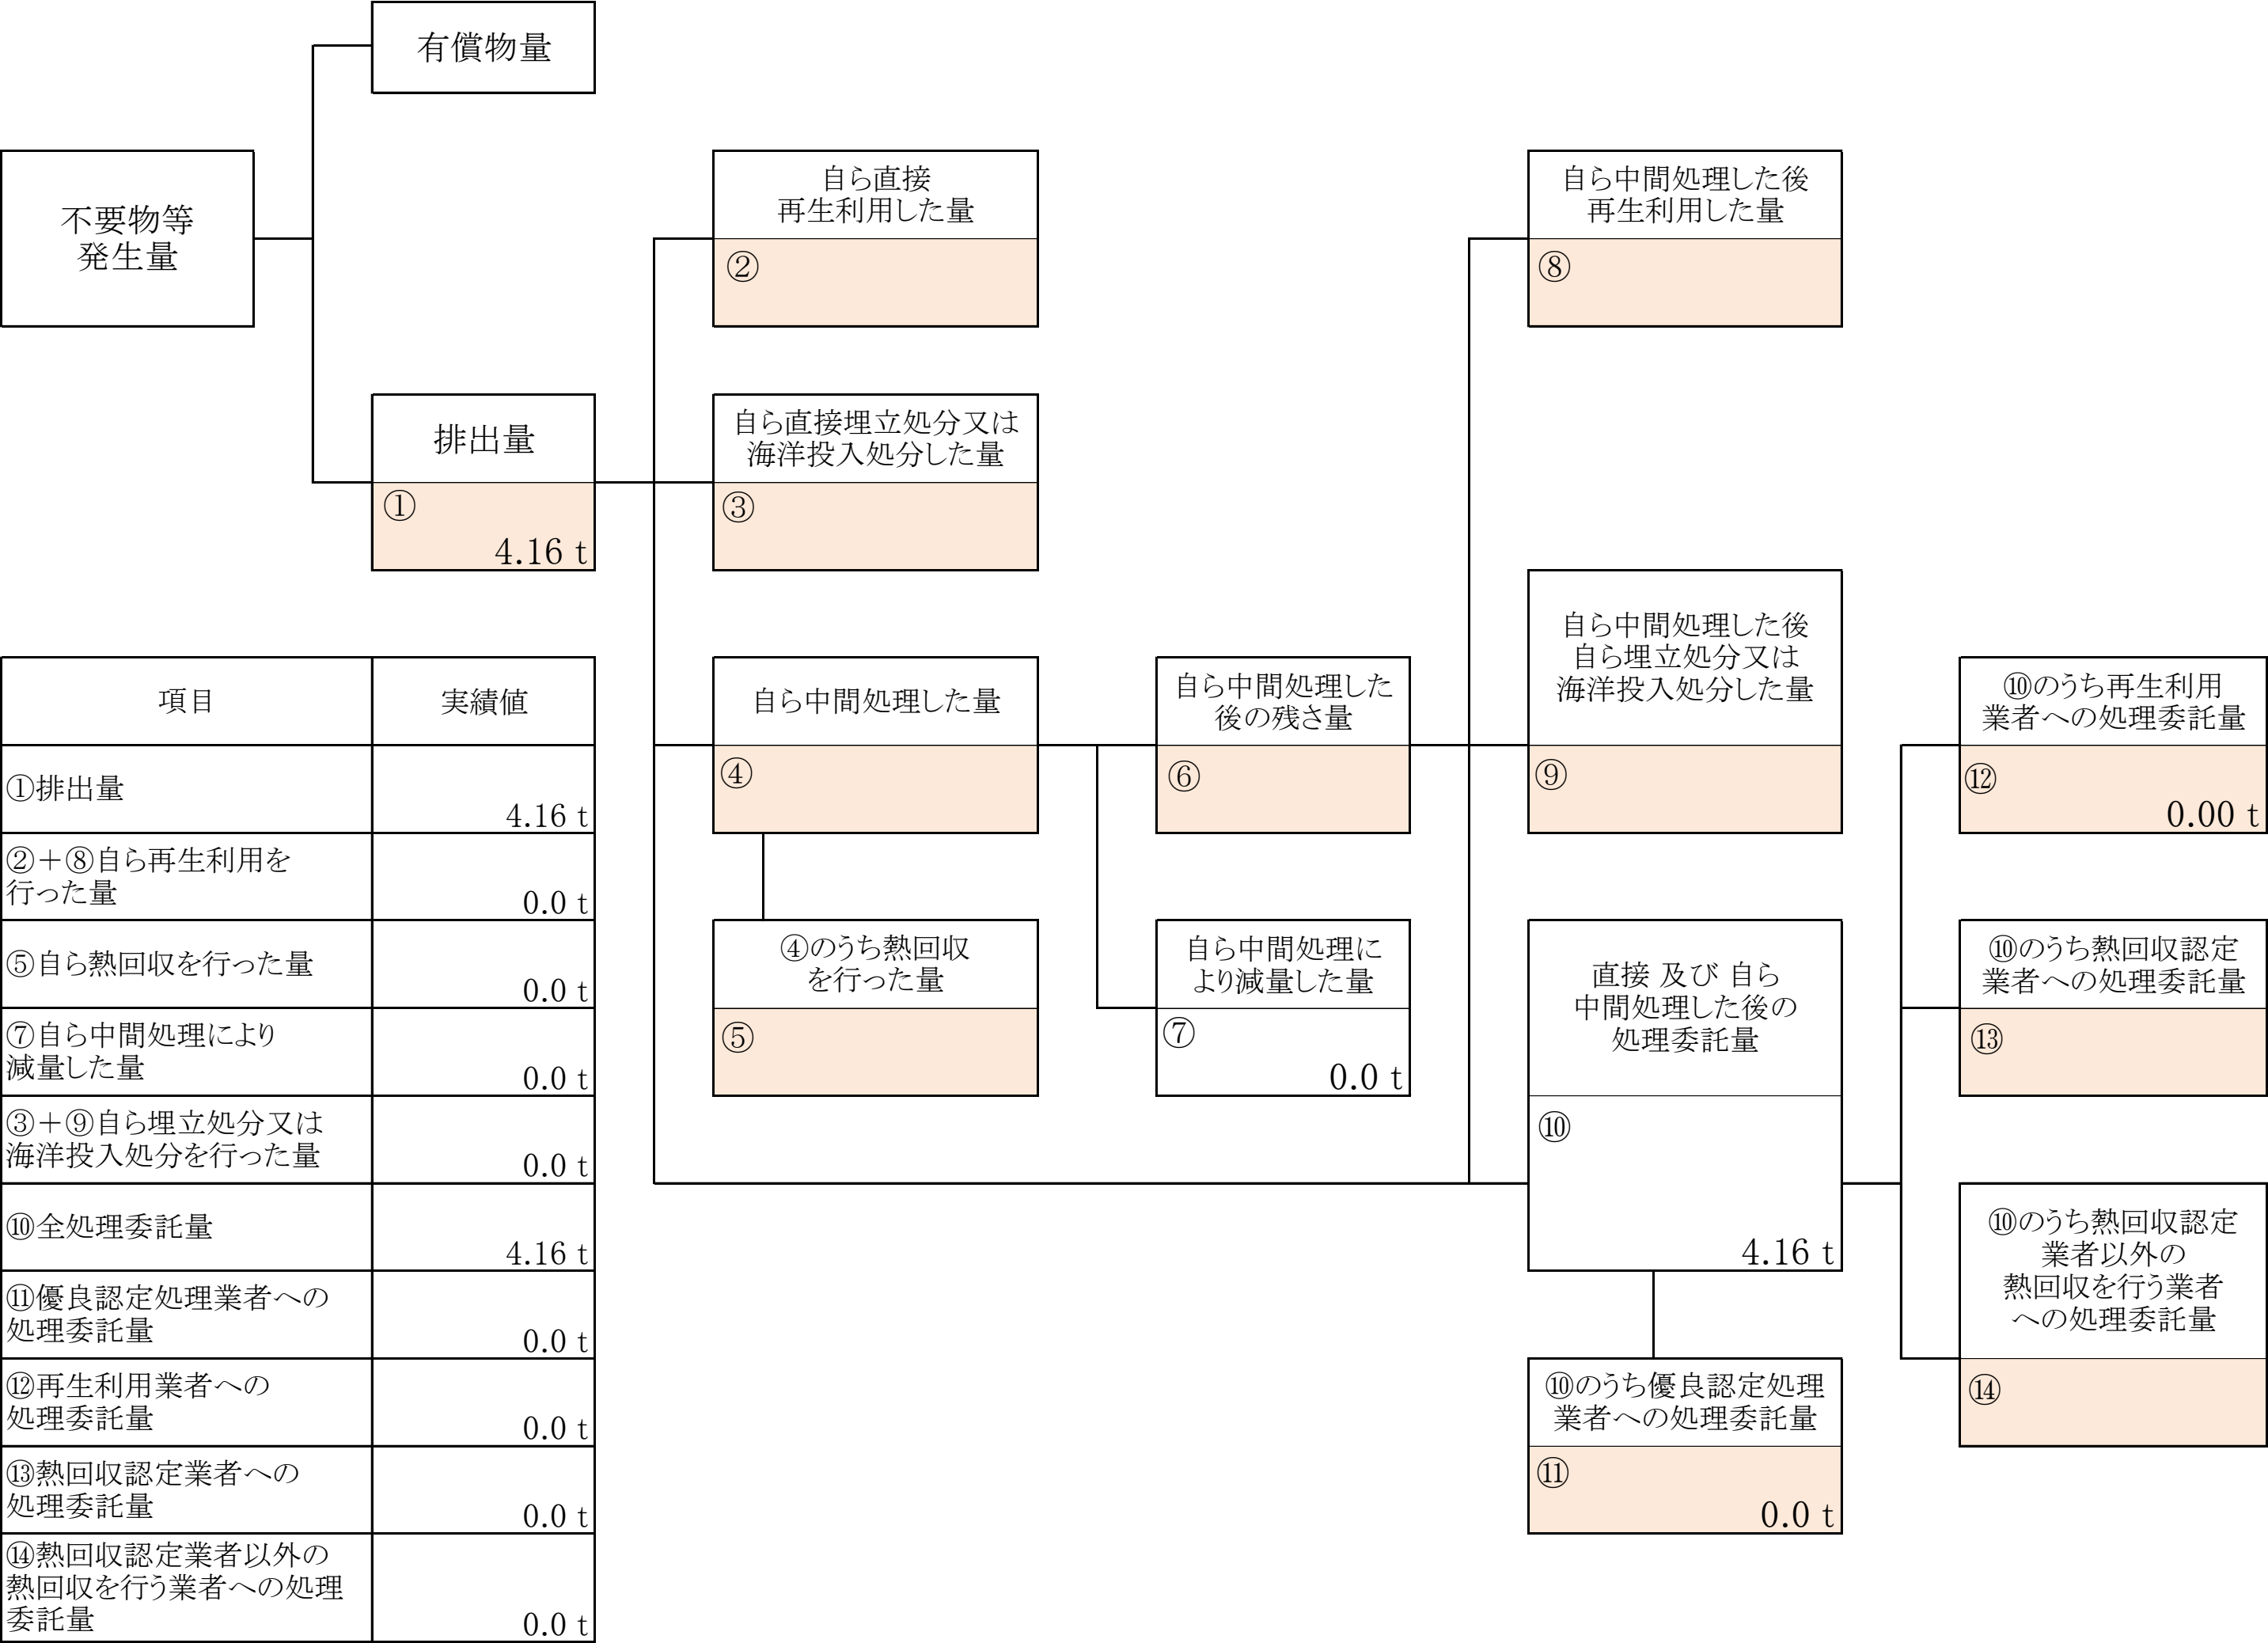 有償物量
不要物等
発生量
自ら直接
再生利用した量
②
自ら中間処理した後
再生利用した量
⑧
排出量
①
4.16 t
自ら直接埋立処分又は
海洋投入処分した量
③
自ら中間処理した量
④
自ら中間処理した
後の残さ量
⑥
自ら中間処理した後
自ら埋立処分又は
海洋投入処分した量
⑨
⑩のうち再生利用
業者への処理委託量
⑫
0.00 t
④のうち熱回収
を行った量
⑤
自ら中間処理に
より減量した量
⑦
0.0 t
直接 及び 自ら
中間処理した後の
処理委託量
⑩
4.16 t
⑩のうち熱回収認定
業者への処理委託量
⑬
⑩のうち熱回収認定
業者以外の
熱回収を行う業者
への処理委託量
⑭
⑩のうち優良認定処理
業者への処理委託量
⑪
0.0 t
項目
実績値
①排出量
4.16 t
②＋⑧自ら再生利用を
行った量
0.0 t
⑤自ら熱回収を行った量
0.0 t
⑦自ら中間処理により
減量した量
0.0 t
③＋⑨自ら埋立処分又は
海洋投入処分を行った量
0.0 t
⑩全処理委託量
4.16 t
⑪優良認定処理業者への
処理委託量
0.0 t
⑫再生利用業者への
処理委託量
0.0 t
⑬熱回収認定業者への
処理委託量
0.0 t
⑭熱回収認定業者以外の
熱回収を行う業者への処理
委託量
0.0 t